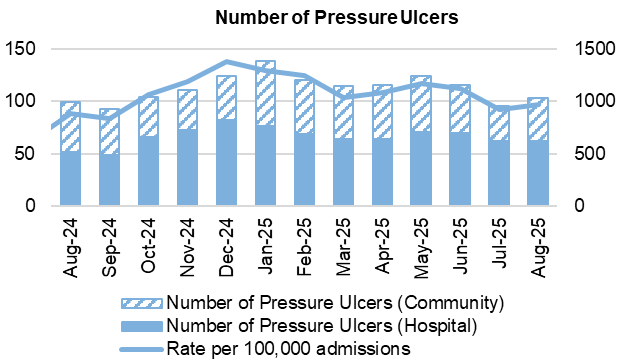 Number of Pressure Ulcers
150
100
50
0
1500
1000
500
0
Aug-24
Sep-24
Oct-24
Nov-24
Dec-24
Jan-25
Feb-25
Mar-25
Apr-25
May-25
Jun-25
Jul-25
Aug-25
Number of Pressure Ulcers (Community)
Number of Pressure Ulcers (Hospital)
Rate per 100,000 admissions